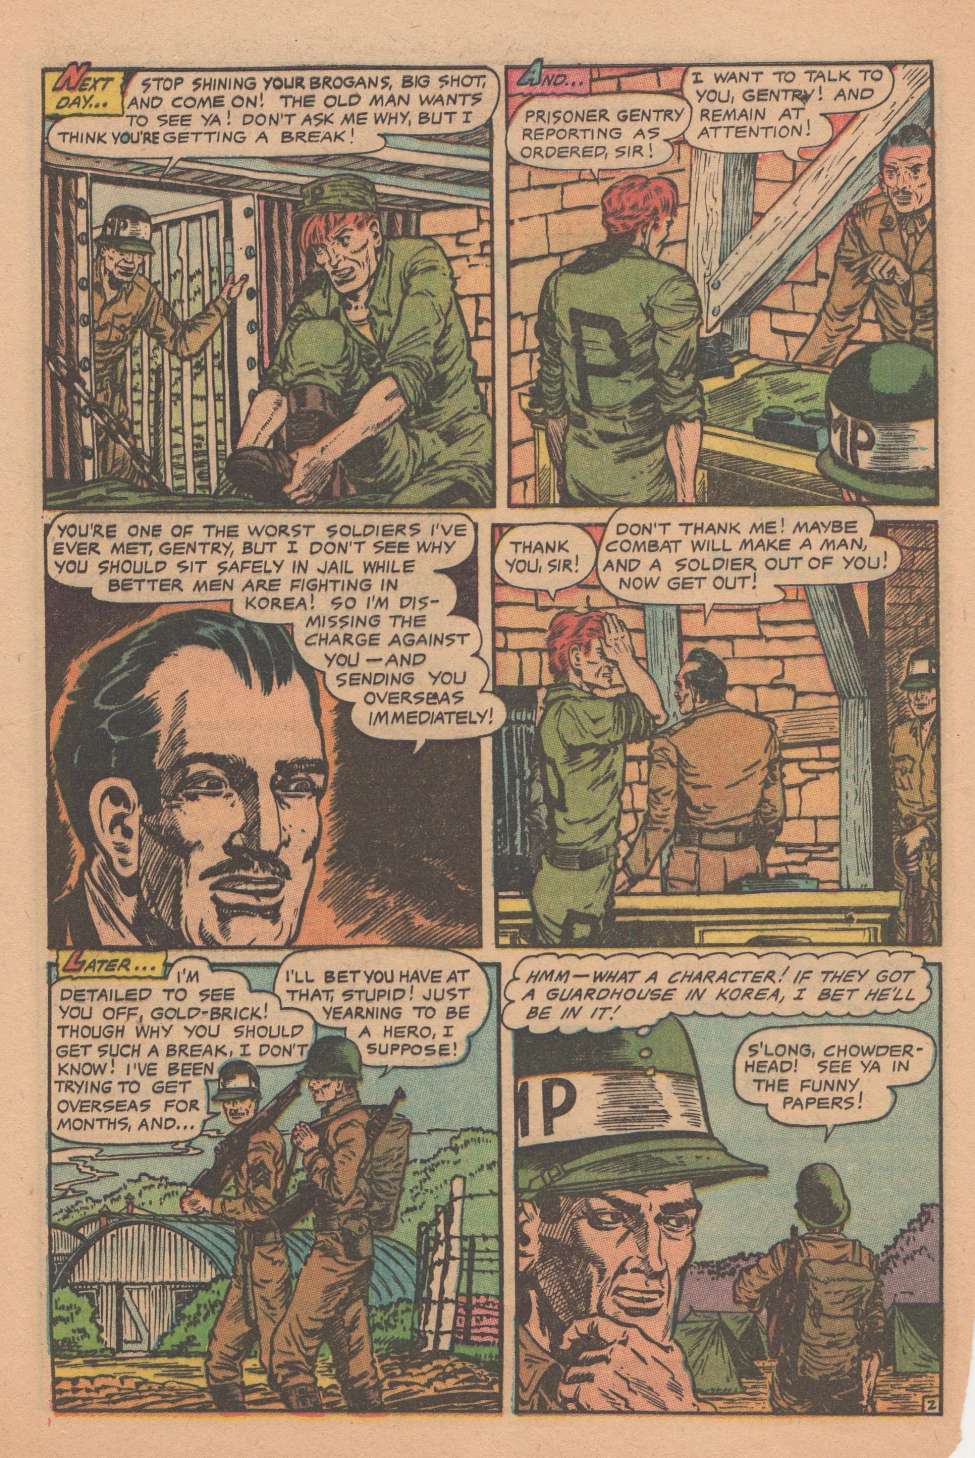 NEXT
DAY...
STOP SHINING YOUR BROGANS, BIG SHOT,
AND COME ON! THE OLD MAN WANTS
TO SEE YA! DON'T ASK ME WHY, BUT I
THINK YOU'RE GETTING A BREAK!
MP
AND...
PRISONER GENTRY
REPORTING AS
ORDERED, SIR!
I WANT TO TALK TO
YOU, GENTRY! AND
REMAIN AT
ATTENTION!
P
MP
YOU'RE ONE OF THE WORST SOLDIERS I'VE
EVER MET, GENTRY, BUT I DON'T SEE WHY
YOU SHOULD SIT SAFELY IN JAIL WHILE
BETTER MEN ARE FIGHTING IN
KOREA! SO I'M DIS-
MISSING THE
CHARGE AGAINST
YOU—AND
SENDING YOU
OVERSEAS
IMMEDIATELY!
THANK
YOU, SIR!
DON'T THANK ME! MAYBE
COMBAT WILL MAKE A MAN,
AND A SOLDIER OUT OF YOU!
NOW GET OUT!
LATER...
I'M
DETAILED TO SEE
YOU OFF, GOLD-BRICK!
THOUGH WHY YOU SHOULD
GET SUCH A BREAK, I DON'T
KNOW! I'VE BEEN
TRYING TO GET
OVERSEAS FOR
MONTHS, AND...
I'LL BET YOU HAVE AT
THAT, STUPID! JUST
YEARNING TO BE
A HERO, I
SUPPOSE!
HMM—WHAT A CHARACTER! IF THEY GOT
A GUARDHOUSE IN KOREA, I BET HE'LL
BE IN IT!
MP
S'LONG, CHOWDER-
HEAD! SEE YA IN
THE FUNNY
PAPERS!
2